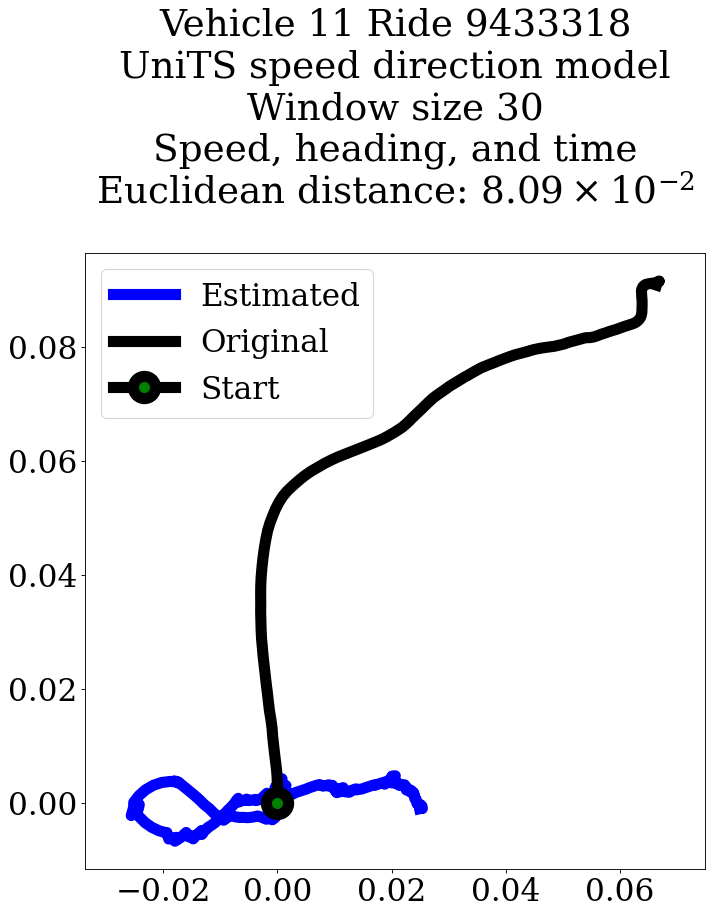 Vehicle 11 Ride 9433318
UniTS speed direction model
Window size 30
Speed, heading, and time
Euclidean distance: 8.09 × 10⁻²
Estimated
Original
Start
0.08
0.06
0.04
0.02
0.00
−0.02 0.00 0.02 0.04 0.06